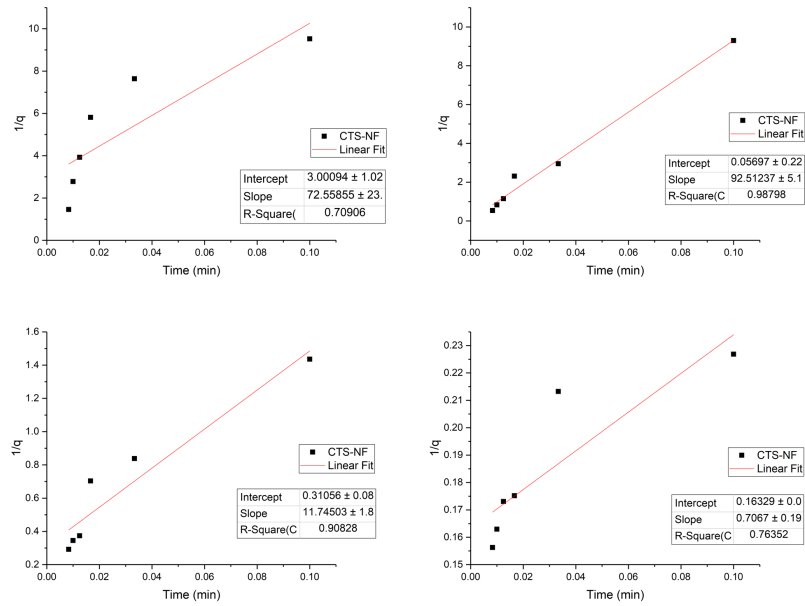 10
8
6
4
2
0
1/q
0.00 0.02 0.04 0.06 0.08 0.10
Time (min)
CTS-NF
Linear Fit
Intercept 3.00094 ± 1.02
Slope 72.55855 ± 23.
R-Square( 0.70906
10
8
6
4
2
0
1/q
0.00 0.02 0.04 0.06 0.08 0.10
Time (min)
CTS-NF
Linear Fit
Intercept 0.05697 ± 0.22
Slope 92.51237 ± 5.1
R-Square(C 0.98798
1.6
1.4
1.2
1.0
0.8
0.6
0.4
0.2
1/q
0.00 0.02 0.04 0.06 0.08 0.10
Time (min)
CTS-NF
Linear Fit
Intercept 0.31056 ± 0.08
Slope 11.74503 ± 1.8
R-Square(C 0.90828
0.23
0.22
0.21
0.20
0.19
0.18
0.17
0.16
0.15
1/q
0.00 0.02 0.04 0.06 0.08 0.10
Time (min)
CTS-NF
Linear Fit
Intercept 0.16329 ± 0.0
Slope 0.7067 ± 0.19
R-Square(C 0.76352